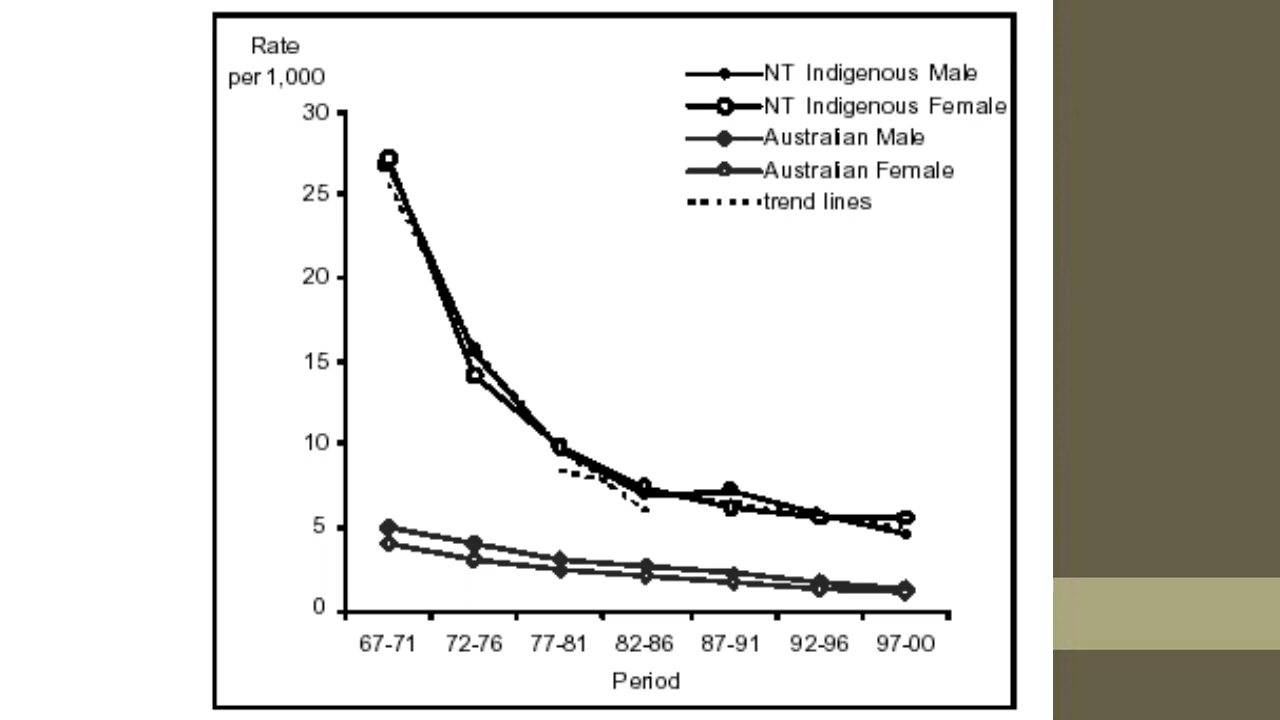 Rate
per 1,000
NT Indigenous Male
NT Indigenous Female
Australian Male
Australian Female
trend lines
30
25
20
15
10
5
0
67-71 72-76 77-81 82-86 87-91 92-96 97-00
Period